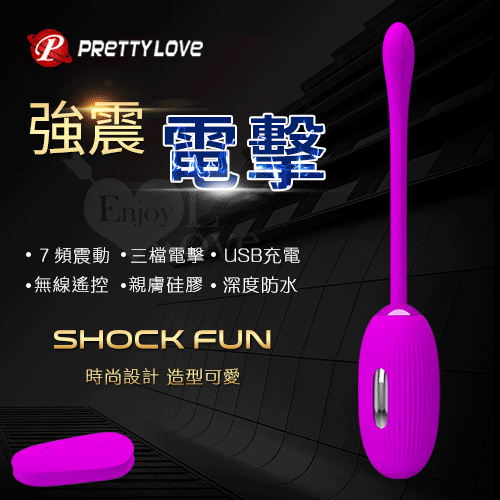 PRETTYLOVE
強震
電擊
Enjoy Love
• 7 頻震動 •三檔電擊• USB充電
•無線遙控 •親膚硅膠 •深度防水
SHOCK FUN
時尚設計 造型可愛